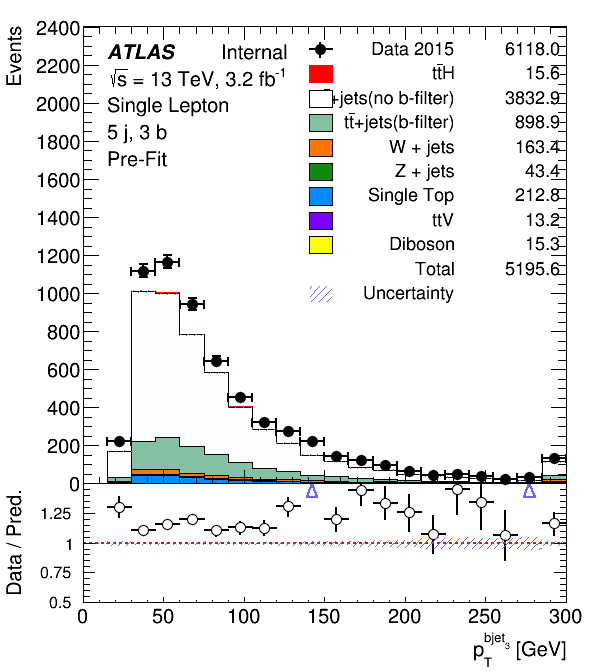 Events
2400
2200
2000
1800
1600
1400
1200
1000
800
600
400
200
0
ATLAS Internal
√s = 13 TeV, 3.2 fb⁻¹
Single Lepton
5 j, 3 b
Pre-Fit
Data 2015 6118.0
tt̄H 15.6
+jets(no b-filter) 3832.9
tt̄+jets(b-filter) 898.9
W + jets 163.4
Z + jets 43.4
Single Top 212.8
ttV 13.2
Diboson 15.3
Total 5195.6
Uncertainty
Data / Pred.
1.25
1
0.75
0.5
0 50 100 150 200 250 300
p_T^bjet₃ [GeV]